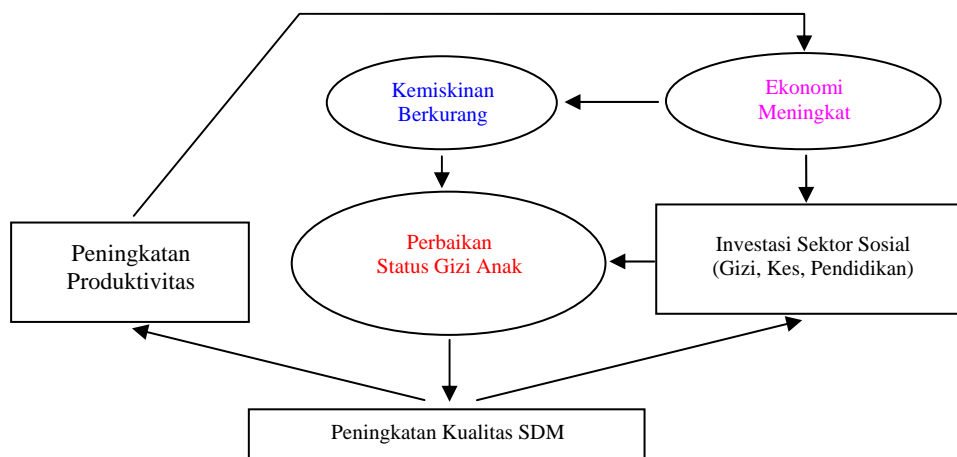 Kemiskinan
Berkurang
Ekonomi
Meningkat
Peningkatan
Produktivitas
Perbaikan
Status Gizi Anak
Investasi Sektor Sosial
(Gizi, Kes, Pendidikan)
Peningkatan Kualitas SDM